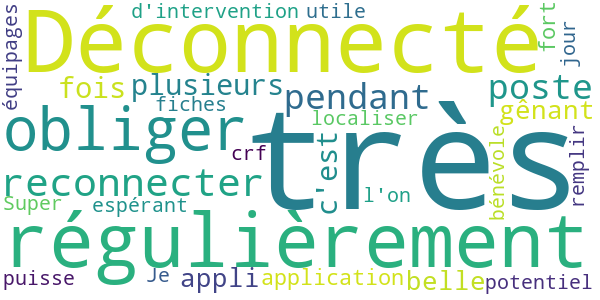 équipages
d'intervention
utile
fort
jour
Déconnecté
fois
plusieurs
pendant
poste
fiches
gênant
obliger
localiser
très
crf
c'est
bénévole
remplir
reconnecter
l'on
Super
espérant
régulièrement
puisse
Je
appli
application
belle
potentiel